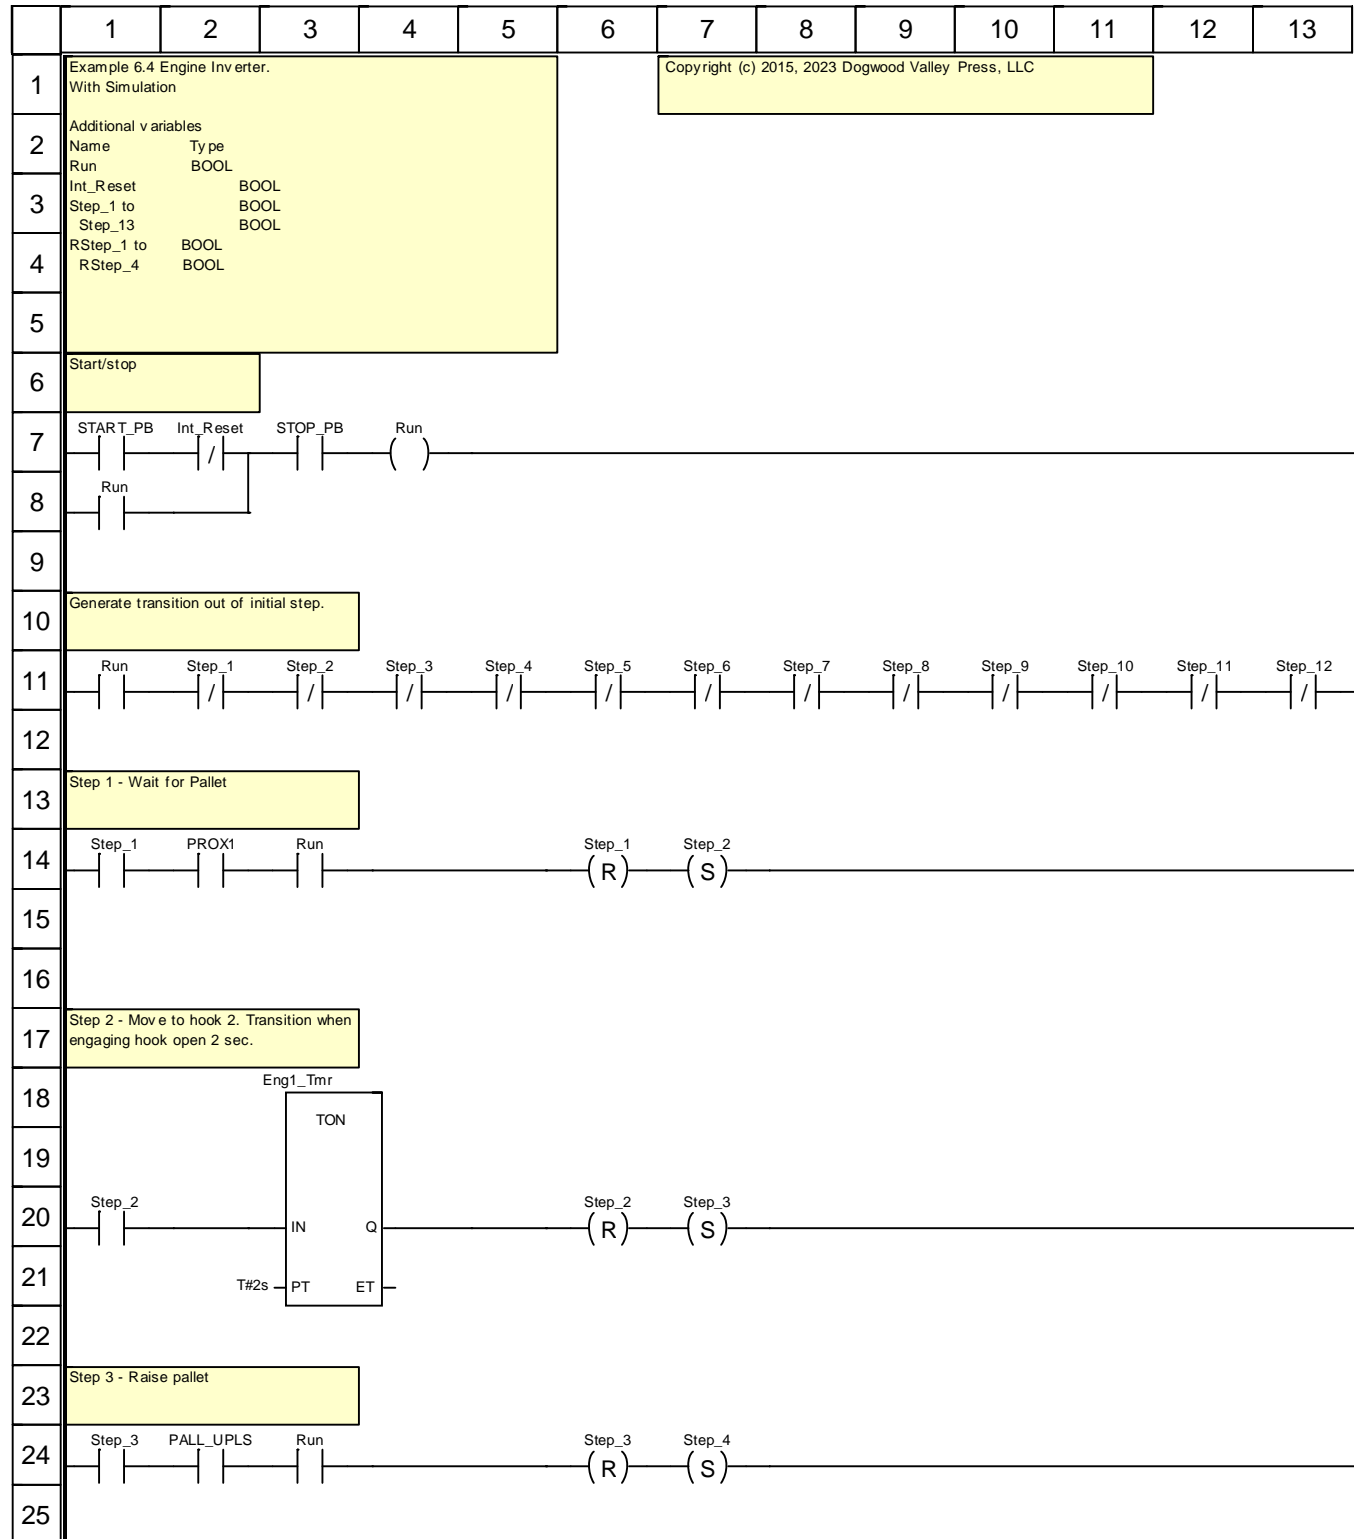 1 2 3 4 5 6 7 8 9 10 11 12 13
1
Example 6.4 Engine Inverter.
With Simulation
Copyright (c) 2015, 2023 Dogwood Valley Press, LLC
2
Additional variables
Name Type
Run BOOL
3
Int_Reset BOOL
Step_1 to BOOL
Step_13 BOOL
4
RStep_1 to BOOL
RStep_4 BOOL
5
6
Start/stop
7
START_PB Int_Reset STOP_PB Run
/
8
Run
9
10
Generate transition out of initial step.
11
Run Step_1 Step_2 Step_3 Step_4 Step_5 Step_6 Step_7 Step_8 Step_9 Step_10 Step_11 Step_12
/ / / / / / / / / / / /
12
13
Step 1 - Wait for Pallet
14
Step_1 PROX1 Run Step_1 Step_2
R S
15
16
17
Step 2 - Move to hook 2. Transition when
engaging hook open 2 sec.
18
Eng1_Tmr
TON
19
20
Step_2 Step_2 Step_3
IN Q R S
21
T#2s PT ET
22
23
Step 3 - Raise pallet
24
Step_3 PALL_UPLS Run Step_3 Step_4
R S
25